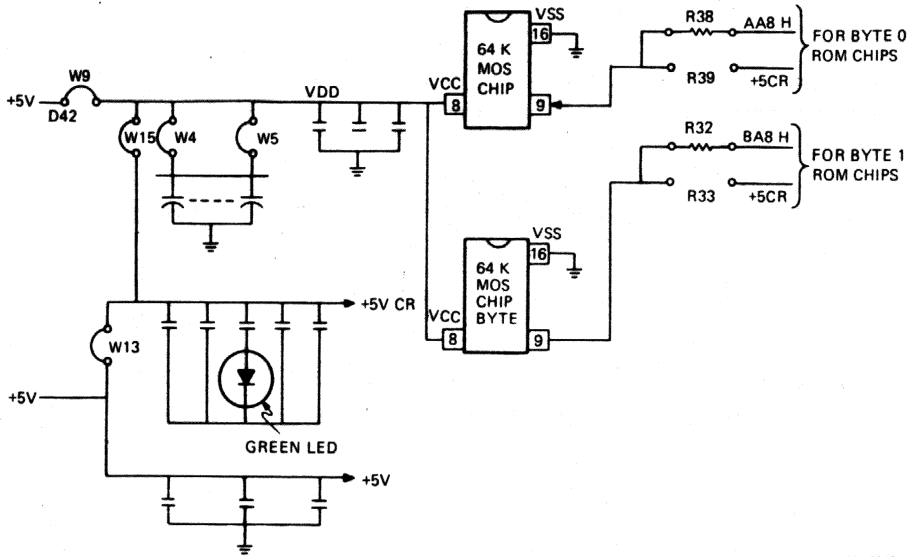 VSS
16
64 K
MOS
CHIP
VCC
8
9
R38
AA8 H
R39
+5CR
FOR BYTE 0
ROM CHIPS
W9
+5V
D42
VDD
W15
W4
W5
R32
BA8 H
R33
+5CR
FOR BYTE 1
ROM CHIPS
VSS
16
64 K
MOS
CHIP
BYTE
VCC
8
9
+5V CR
W13
+5V
GREEN LED
+5V